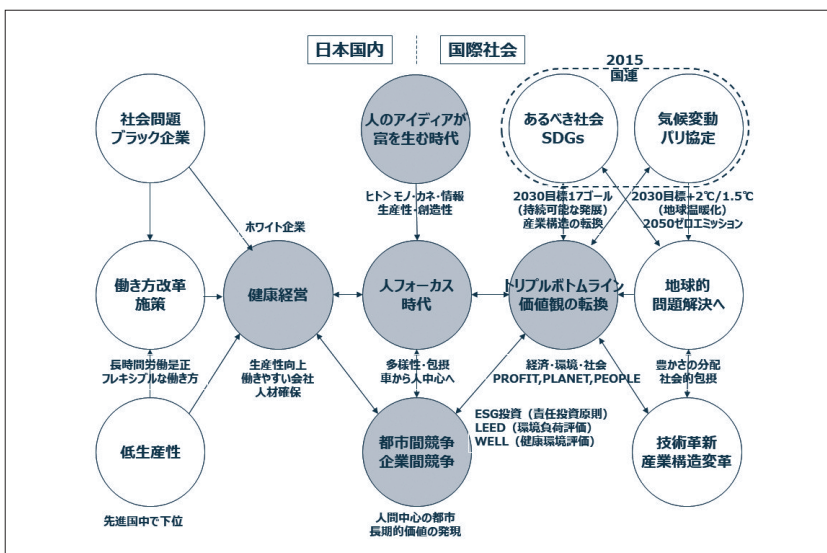 日本国内
国際社会
2015
国連
社会問題
ブラック企業
人のアイディアが
富を生む時代
あるべき社会
SDGs
気候変動
パリ協定
ヒト＞モノ・カネ・情報
生産性・創造性
2030目標17ゴール
(持続可能な発展)
産業構造の転換
2030目標+2℃/1.5℃
(地球温暖化)
2050ゼロエミッション
ホワイト企業
働き方改革
施策
健康経営
人フォーカス
時代
トリプルボトムライン
価値観の転換
地球的
問題解決へ
長時間労働是正
フレキシブルな働き方
生産性向上
働きやすい会社
人材確保
多様性・包摂
車から人中心へ
経済・環境・社会
PROFIT,PLANET,PEOPLE
豊かさの分配
社会的包摂
ESG投資（責任投資原則）
LEED（環境負荷評価）
WELL（健康環境評価）
低生産性
都市間競争
企業間競争
技術革新
産業構造変革
先進国中で下位
人間中心の都市
長期的価値の発現